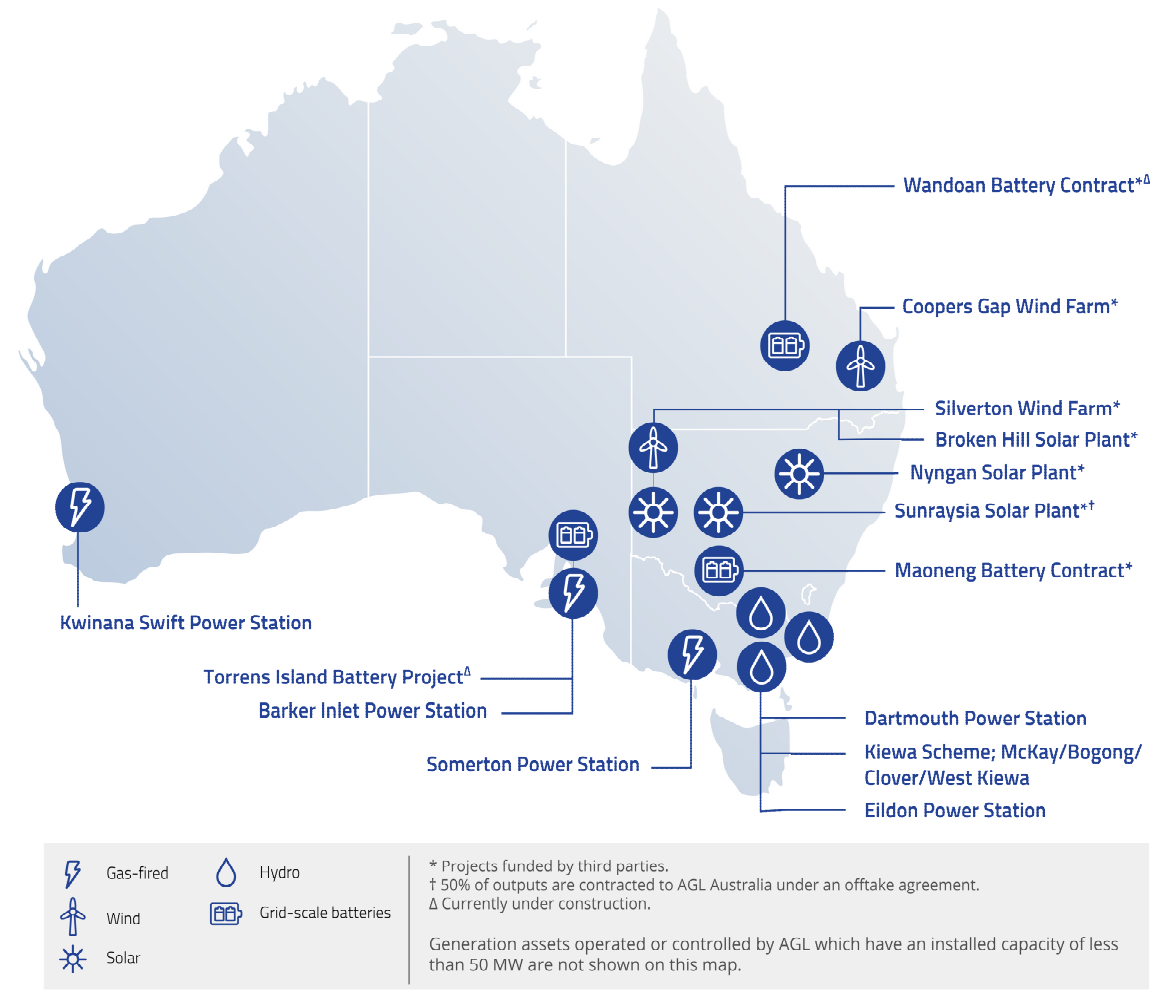 Wandoan Battery Contract*Δ
Coopers Gap Wind Farm*
Silverton Wind Farm*
Broken Hill Solar Plant*
Nyngan Solar Plant*
Sunraysia Solar Plant*†
Maoneng Battery Contract*
Kwinana Swift Power Station
Torrens Island Battery ProjectΔ
Barker Inlet Power Station
Somerton Power Station
Dartmouth Power Station
Kiewa Scheme; McKay/Bogong/
Clover/West Kiewa
Eildon Power Station
Gas-fired
Wind
Solar
Hydro
Grid-scale batteries
* Projects funded by third parties.
† 50% of outputs are contracted to AGL Australia under an offtake agreement.
Δ Currently under construction.
Generation assets operated or controlled by AGL which have an installed capacity of less
than 50 MW are not shown on this map.